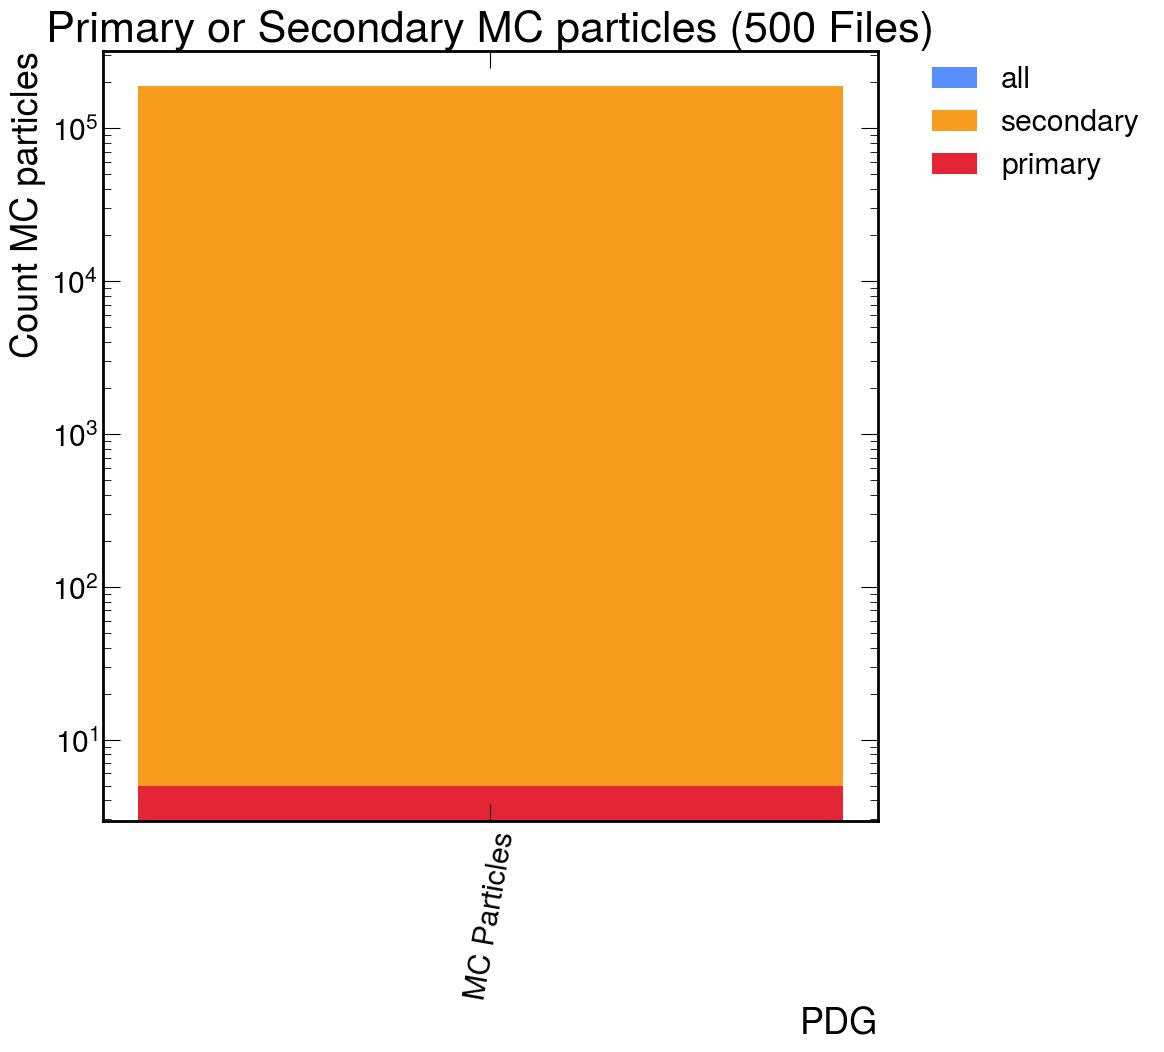 Primary or Secondary MC particles (500 Files)
Count MC particles
10^5
10^4
10^3
10^2
10^1
MC Particles
PDG
all
secondary
primary